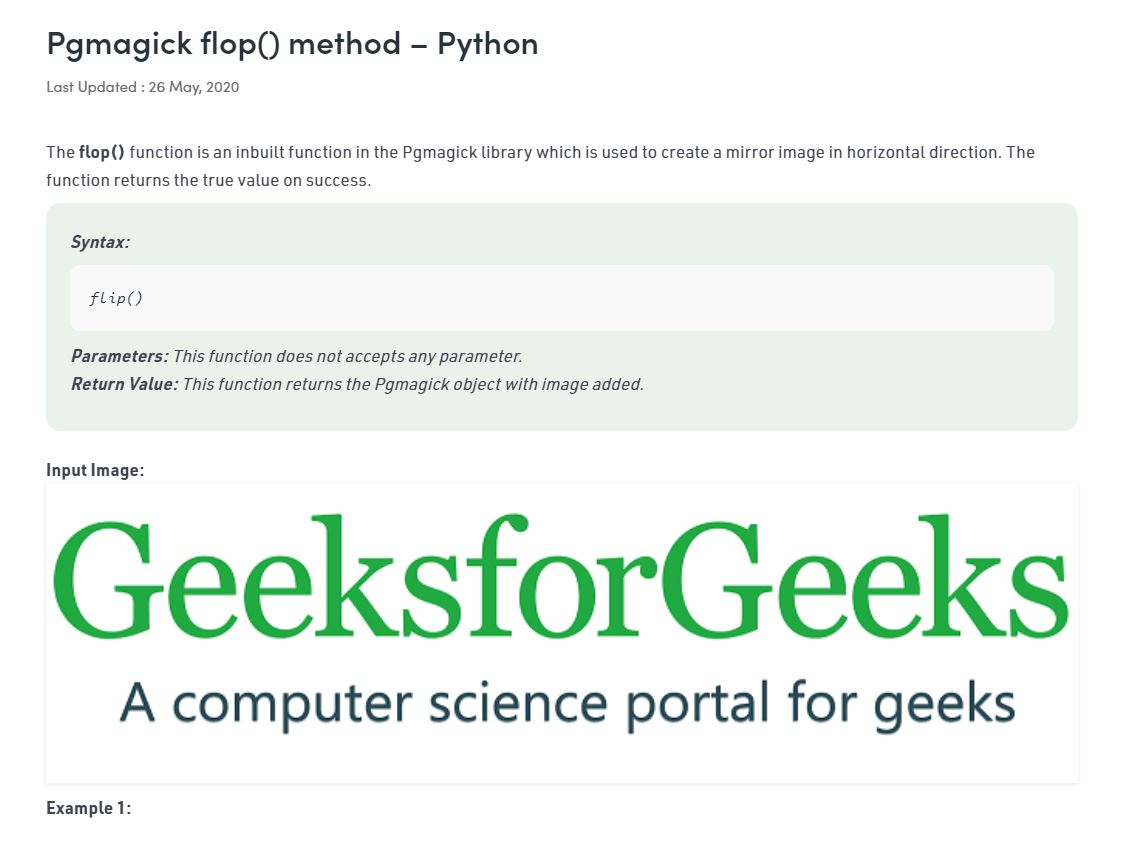 Pgmagick flop() method – Python
Last Updated : 26 May, 2020
The flop() function is an inbuilt function in the Pgmagick library which is used to create a mirror image in horizontal direction. The
function returns the true value on success.
Syntax:
flip()
Parameters: This function does not accepts any parameter.
Return Value: This function returns the Pgmagick object with image added.
Input Image:
GeeksforGeeks
A computer science portal for geeks
Example 1: